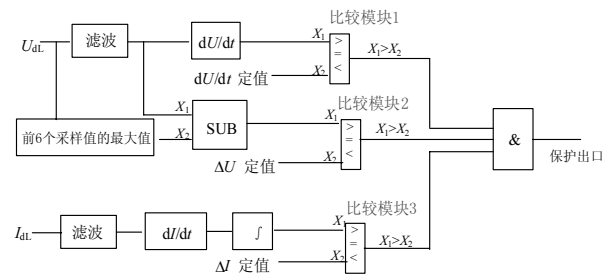 比较模块1
U_dL
滤波
dU/dt
X₁
>
=
<
X₁>X₂
dU/dt 定值
X₂
前6个采样值的最大值
X₁
X₂
SUB
比较模块2
X₁
>
=
<
X₁>X₂
ΔU 定值
X₂
&
保护出口
比较模块3
I_dL
滤波
dI/dt
∫
X₁
>
=
<
X₁>X₂
ΔI 定值
X₂